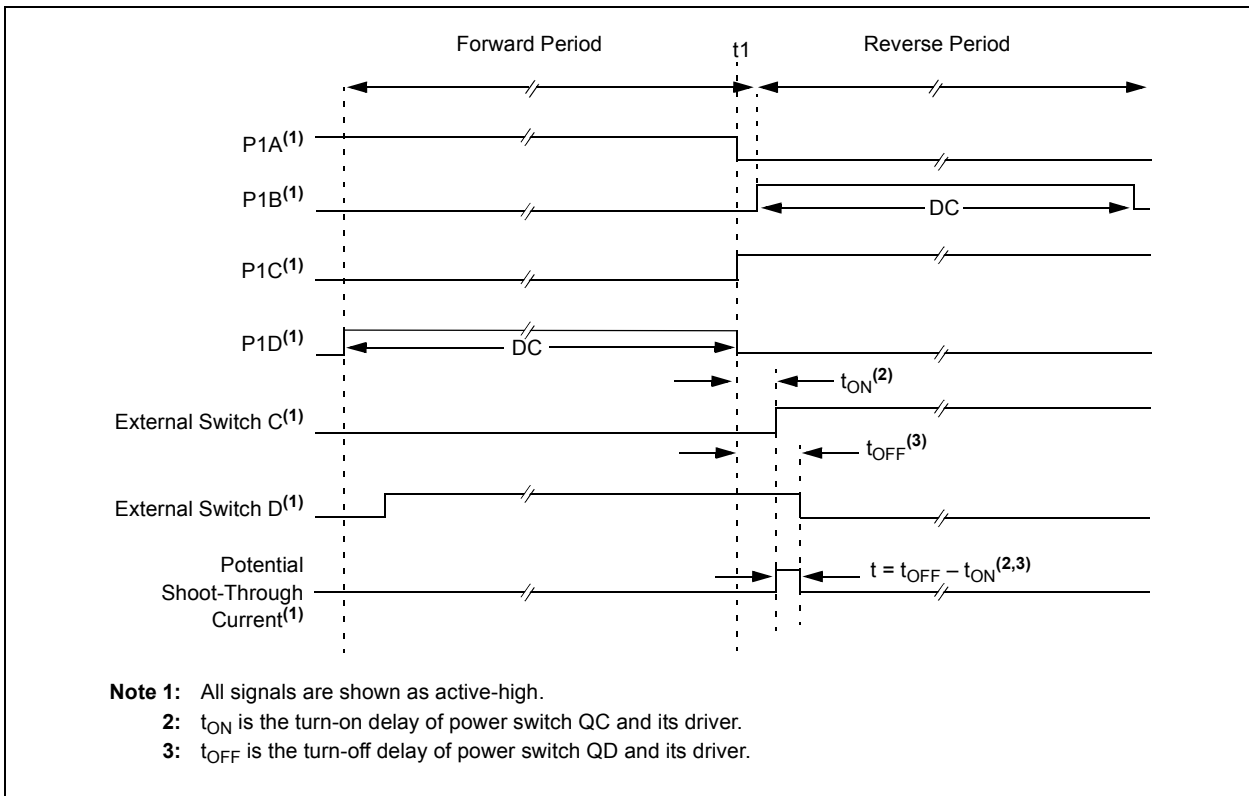 Forward Period
t1
Reverse Period
P1A(1)
P1B(1)
DC
P1C(1)
P1D(1)
DC
tON(2)
External Switch C(1)
tOFF(3)
External Switch D(1)
Potential
Shoot-Through
Current(1)
t = tOFF – tON(2,3)
Note 1: All signals are shown as active-high.
2: tON is the turn-on delay of power switch QC and its driver.
3: tOFF is the turn-off delay of power switch QD and its driver.